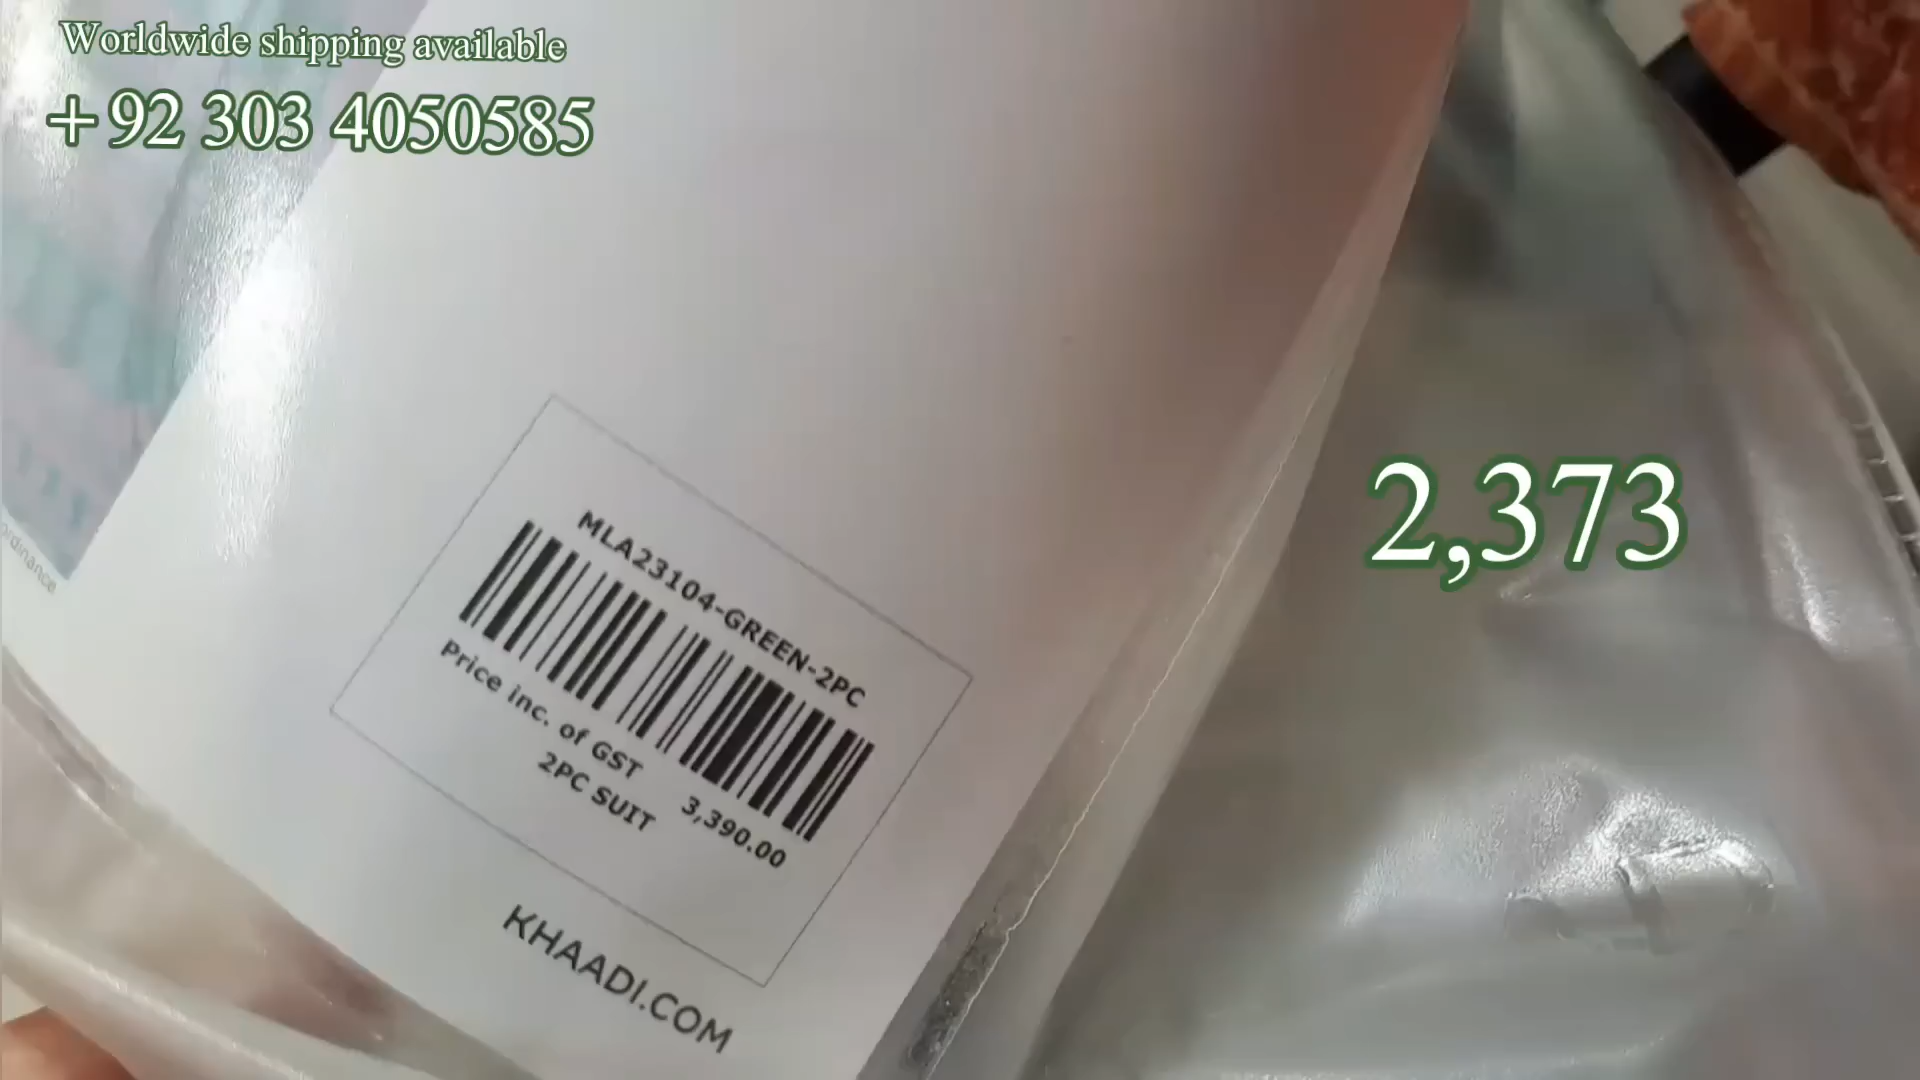 Worldwide shipping available
+92 303 4050585
2,373
ordinance
MLA23104-GREEN-2PC
Price inc. of GST 3,390.00
2PC SUIT
KHAADI.COM